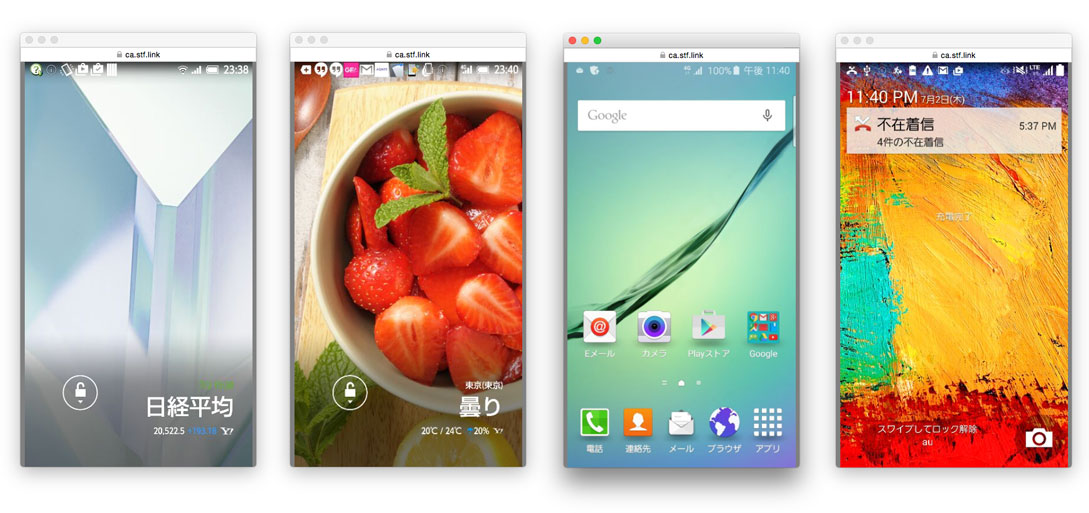 ca.stf.link
23:38
日経平均
20,522.5 +193.18 Y!
ca.stf.link
23:40
東京(東京)
曇り
20℃ / 24℃ 20% Y!
ca.stf.link
4G 100% 午後 11:40
Google
Eメール カメラ Playストア Google
電話 連絡先 メール ブラウザ アプリ
ca.stf.link
LTE
11:40 PM 7月2日(木)
不在着信 5:37 PM
4件の不在着信
スワイプしてロック解除
au